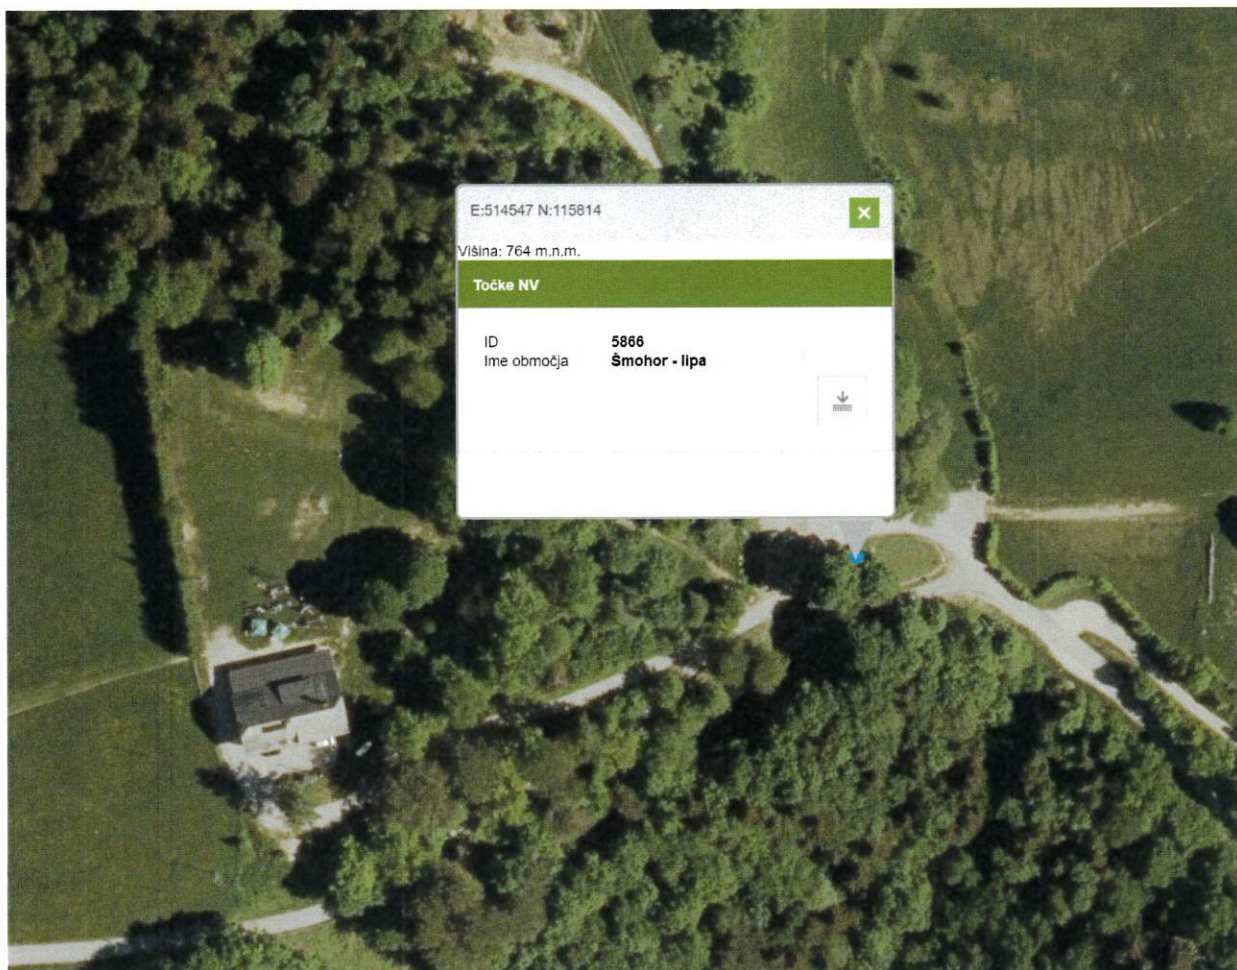 E:514547 N:115814
Višina: 764 m.n.m.
Točke NV
ID 5866
Ime območja Šmohor - lipa